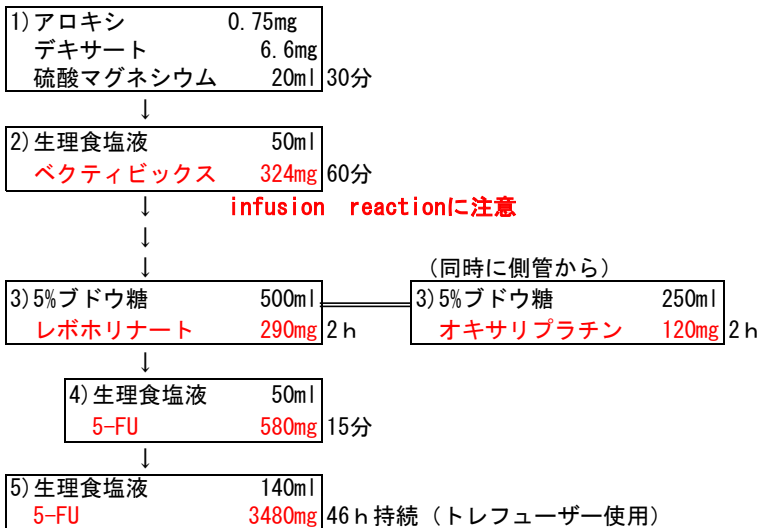 1)アロキシ 0.75mg
デキサート 6.6mg
硫酸マグネシウム 20ml 30分
↓
2)生理食塩液 50ml
ベクティビックス 324mg 60分
↓ infusion reactionに注意
↓
↓ (同時に側管から)
3)5%ブドウ糖 500ml 3)5%ブドウ糖 250ml
レボホリナート 290mg 2h オキサリプラチン 120mg 2h
↓
4)生理食塩液 50ml
5-FU 580mg 15分
↓
5)生理食塩液 140ml
5-FU 3480mg 46h持続(トレフューザー使用)